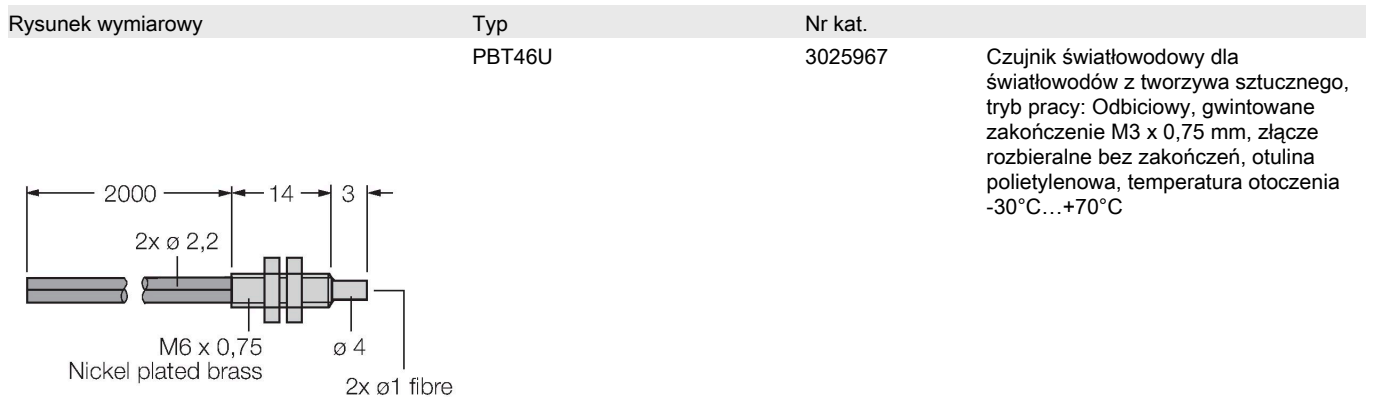 Rysunek wymiarowy Typ Nr kat.
PBT46U 3025967 Czujnik światłowodowy dla
światłowodów z tworzywa sztucznego,
tryb pracy: Odbiciowy, gwintowane
zakończenie M3 x 0,75 mm, złącze
rozbieralne bez zakończeń, otulina
polietylenowa, temperatura otoczenia
-30°C…+70°C
2000 14 3
2x ø 2,2
M6 x 0,75 ø 4
Nickel plated brass
2x ø1 fibre